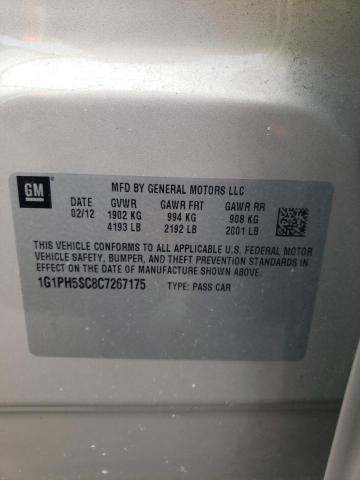 GM
MFD BY GENERAL MOTORS LLC
DATE GVWR GAWR FRT GAWR RR
02/12 1902 KG 994 KG 908 KG
4193 LB 2192 LB 2001 LB
THIS VEHICLE CONFORMS TO ALL APPLICABLE U.S. FEDERAL MOTOR
VEHICLE SAFETY, BUMPER, AND THEFT PREVENTION STANDARDS
IN EFFECT ON THE DATE OF MANUFACTURE SHOWN ABOVE.
1G1PH5SC8C7267175 TYPE: PASS CAR